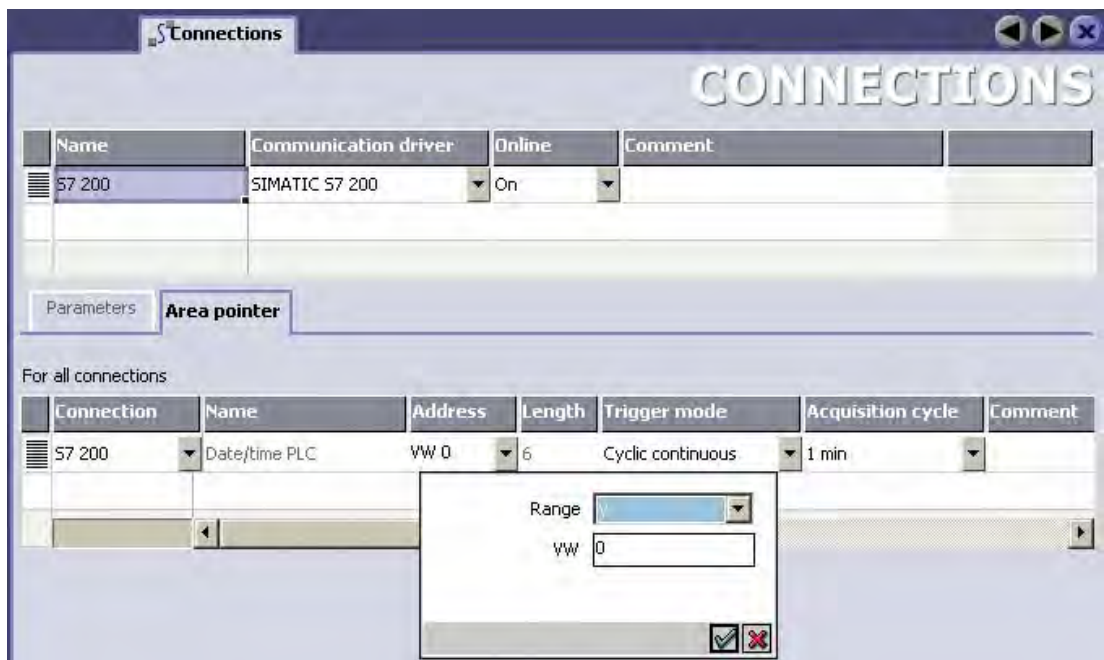 Connections
CONNECTIONS
Name Communication driver Online Comment
S7 200 SIMATIC S7 200 On
Parameters Area pointer
For all connections
Connection Name Address Length Trigger mode Acquisition cycle Comment
S7 200 Date/time PLC VW 0 6 Cyclic continuous 1 min
Range V
VW 0